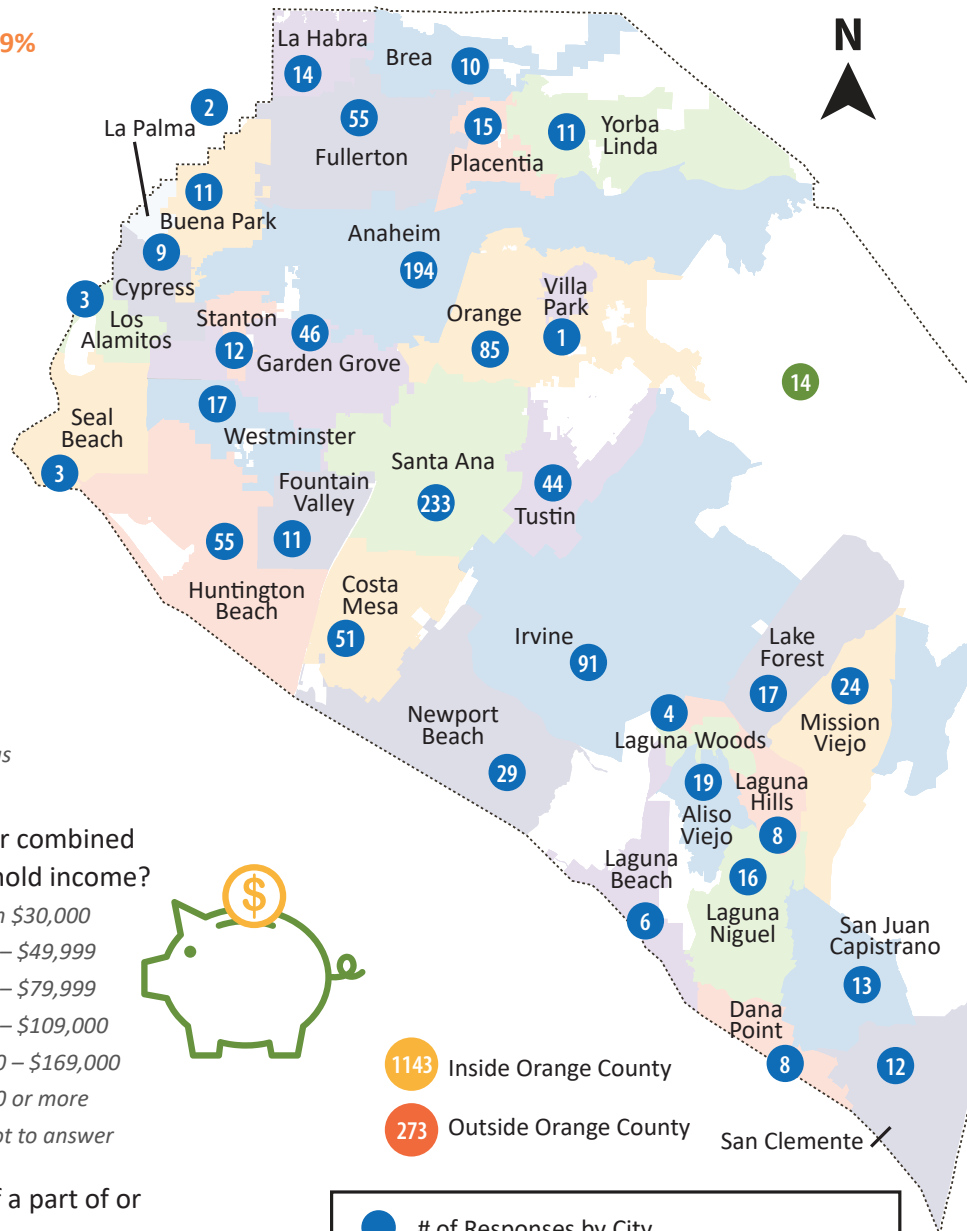 9%
N
La Habra
14
Brea
10
2
La Palma
55
Fullerton
15
Placentia
11
Yorba
Linda
11
Buena Park
Anaheim
194
9
Cypress
3
Los
Alamitos
Stanton
12
46
Garden Grove
Orange
85
Villa
Park
1
14
17
Westminster
Seal
Beach
3
Santa Ana
233
44
Tustin
Fountain
Valley
11
55
Huntington
Beach
Costa
Mesa
51
Irvine
91
Lake
Forest
17
24
Mission
Viejo
4
Laguna Woods
Newport
Beach
29
19
Aliso
Viejo
Laguna
Hills
8
Laguna
Beach
6
16
Laguna
Niguel
San Juan
Capistrano
13
Dana
Point
8
12
San Clemente
r combined
hold income?
$30,000
– $49,999
– $79,999
– $109,000
0 – $169,000
0 or more
ot to answer
f a part of or
$
1143 Inside Orange County
273 Outside Orange County
# of Responses by City